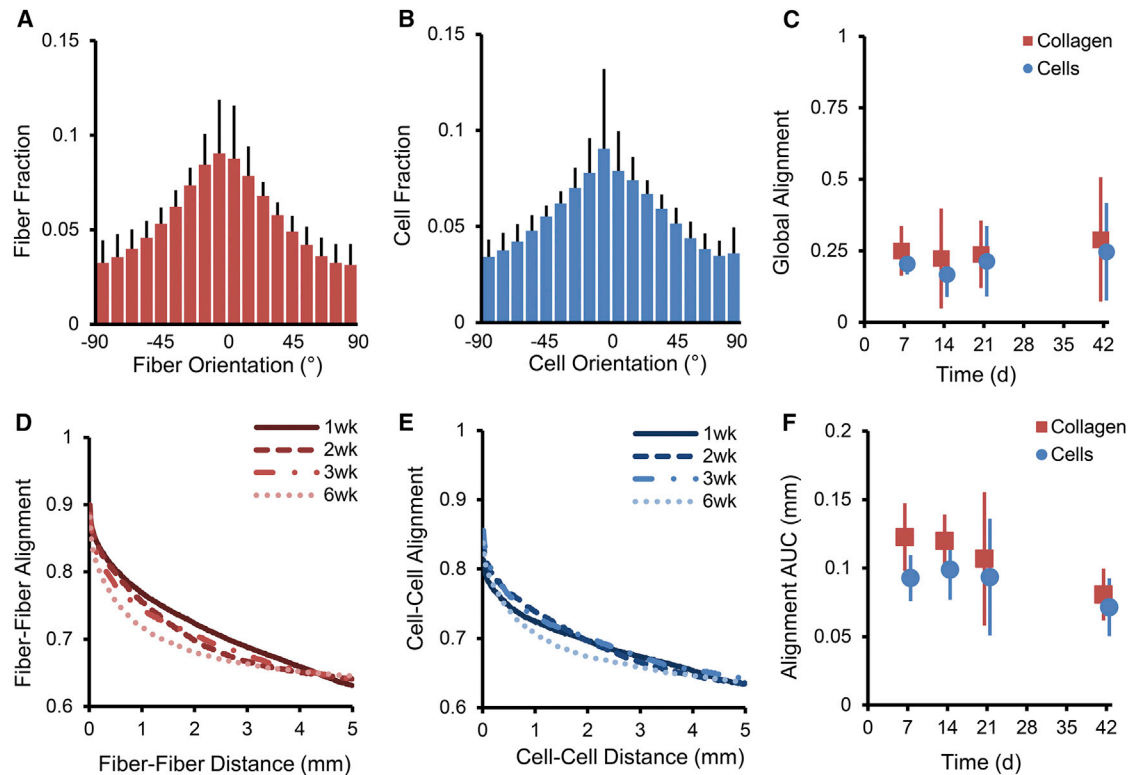 A
0.15
0.1
0.05
0
Fiber Fraction
-90 -45 0 45 90
Fiber Orientation (°)
B
0.15
0.1
0.05
0
Cell Fraction
-90 -45 0 45 90
Cell Orientation (°)
C
1
0.75
0.5
0.25
0
Global Alignment
Collagen
Cells
0 7 14 21 28 35 42
Time (d)
D
1
0.9
0.8
0.7
0.6
Fiber-Fiber Alignment
1wk
2wk
3wk
6wk
0 1 2 3 4 5
Fiber-Fiber Distance (mm)
E
1
0.9
0.8
0.7
0.6
Cell-Cell Alignment
1wk
2wk
3wk
6wk
0 1 2 3 4 5
Cell-Cell Distance (mm)
F
0.2
0.15
0.1
0.05
0
Alignment AUC (mm)
Collagen
Cells
0 7 14 21 28 35 42
Time (d)